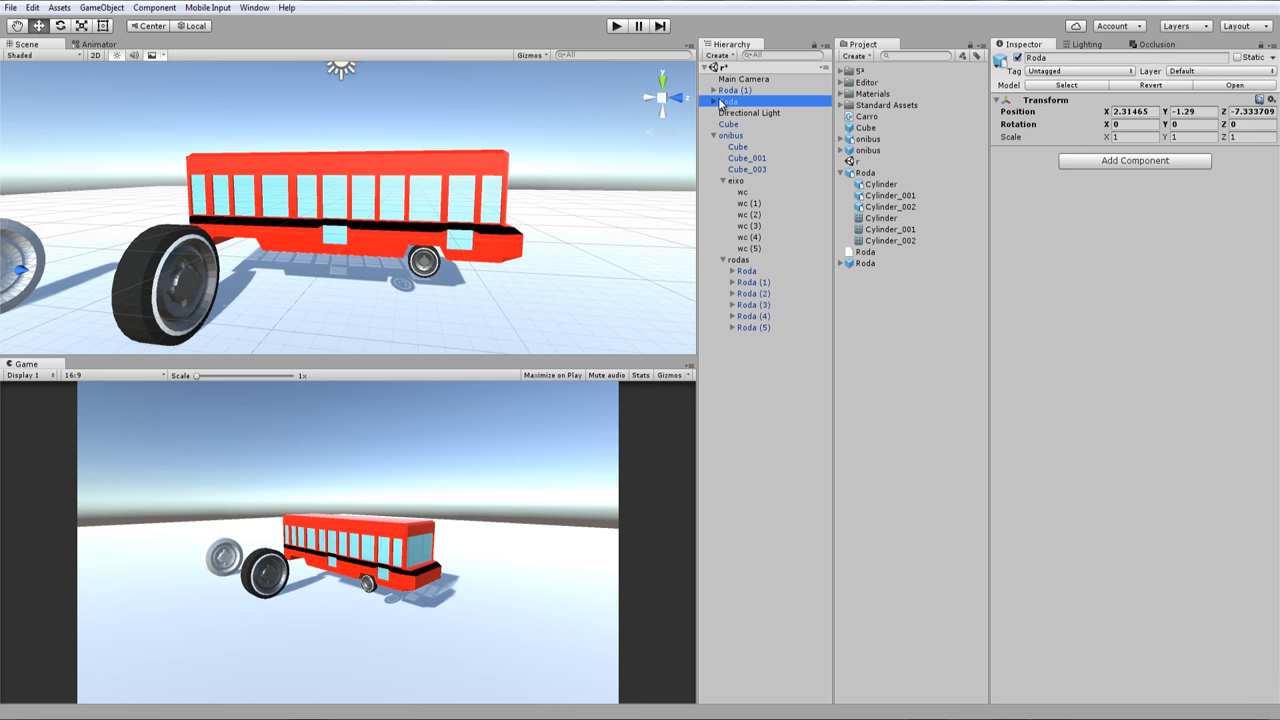 File Edit Assets GameObject Component Mobile Input Window Help
Center Local Account Layers Layout
Scene Animator
Shaded 2D Gizmos All
y
z
Game
Display 1 16:9 Scale 1x Maximize on Play Mute audio Stats Gizmos
Hierarchy
Create All
r*
Main Camera
Roda (1)
Roda
Directional Light
Cube
onibus
Cube
Cube_001
Cube_003
eixo
wc
wc (1)
wc (2)
wc (3)
wc (4)
wc (5)
rodas
Roda
Roda (1)
Roda (2)
Roda (3)
Roda (4)
Roda (5)
Project
Create
5ª
Editor
Materials
Standard Assets
Carro
Cube
onibus
onibus
r
Roda
Cylinder
Cylinder_001
Cylinder_002
Cylinder
Cylinder_001
Cylinder_002
Roda
Roda
Inspector Lighting Occlusion
Roda Static
Tag Untagged Layer Default
Model Select Revert Open
Transform
Position X 2.31465 Y -1.29 Z -7.333709
Rotation X 0 Y 0 Z 0
Scale X 1 Y 1 Z 1
Add Component